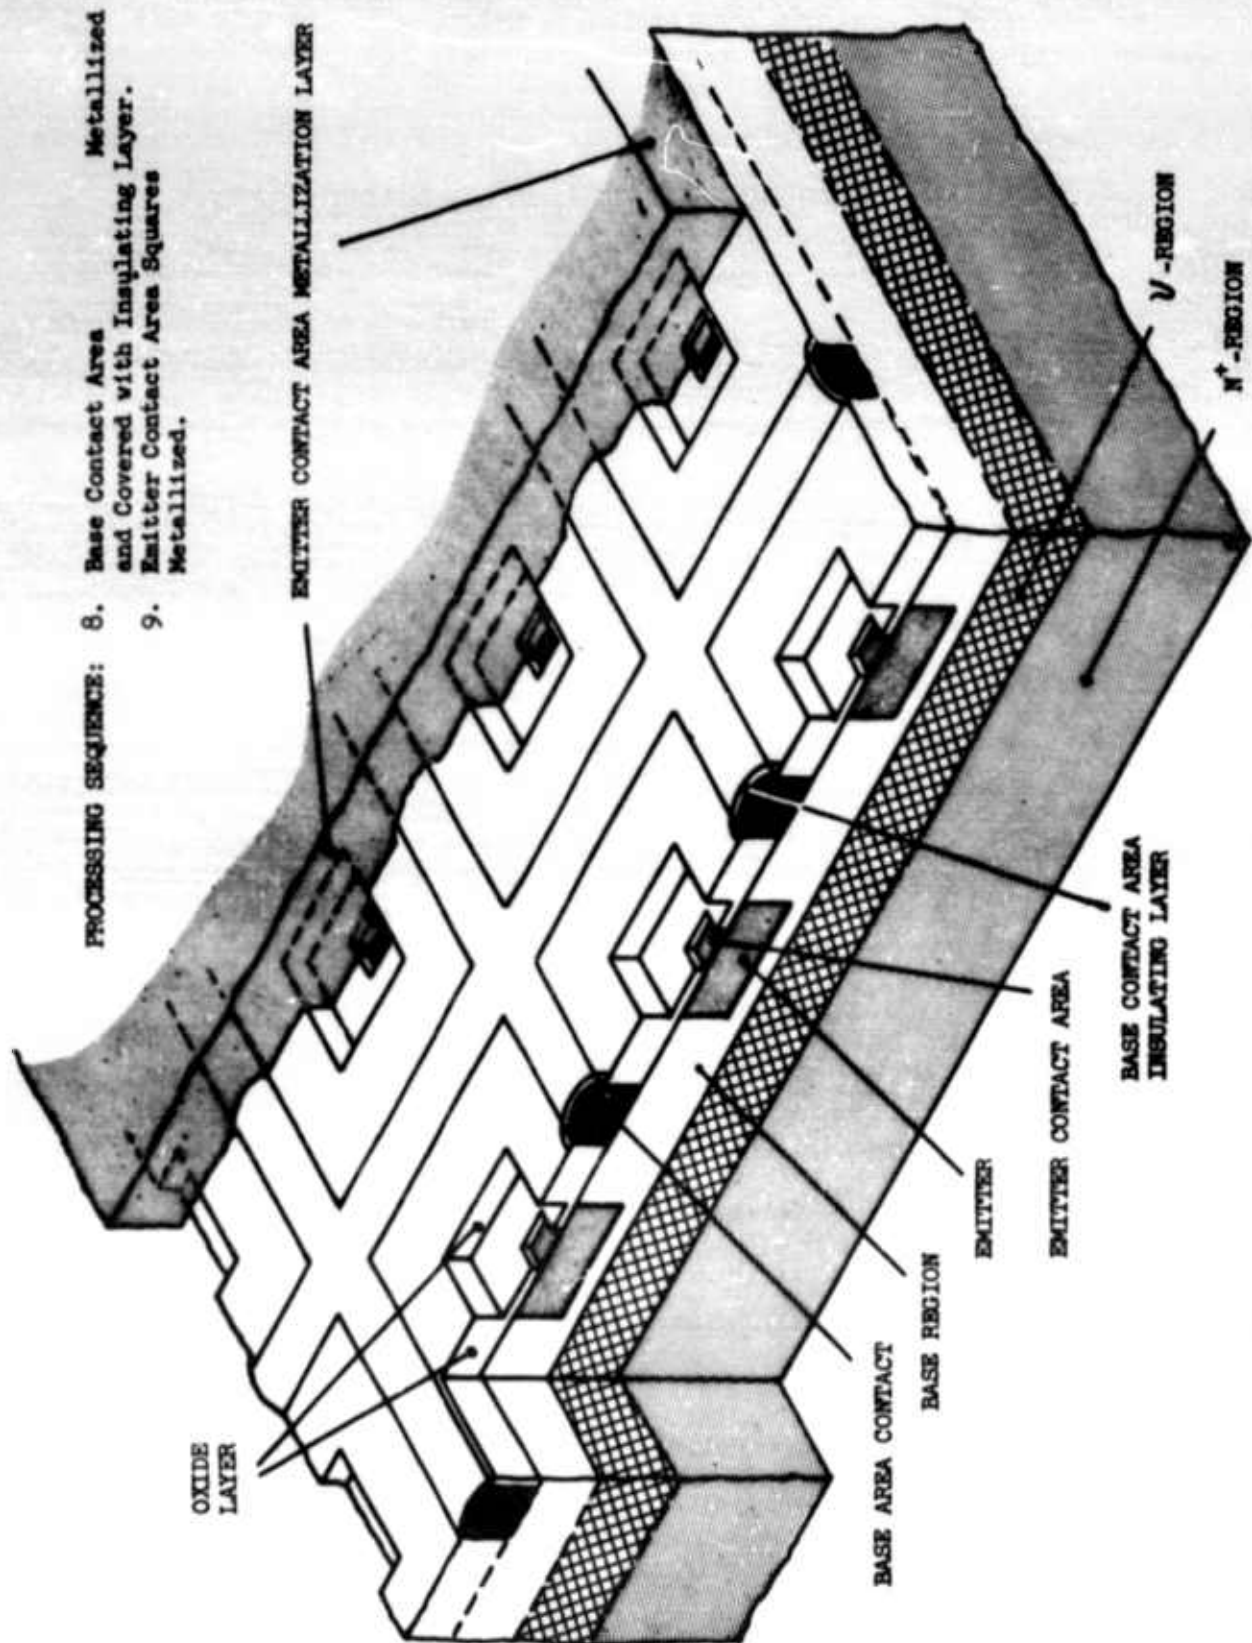 PROCESSING SEQUENCE: 8. Base Contact Area Metallized
and Covered with Insulating Layer.
9. Emitter Contact Area Squares
Metallized.
EMITTER CONTACT AREA METALLIZATION LAYER
OXIDE
LAYER
BASE AREA CONTACT
BASE REGION
EMITTER
EMITTER CONTACT AREA
BASE CONTACT AREA
INSULATING LAYER
ν-REGION
N⁺-REGION